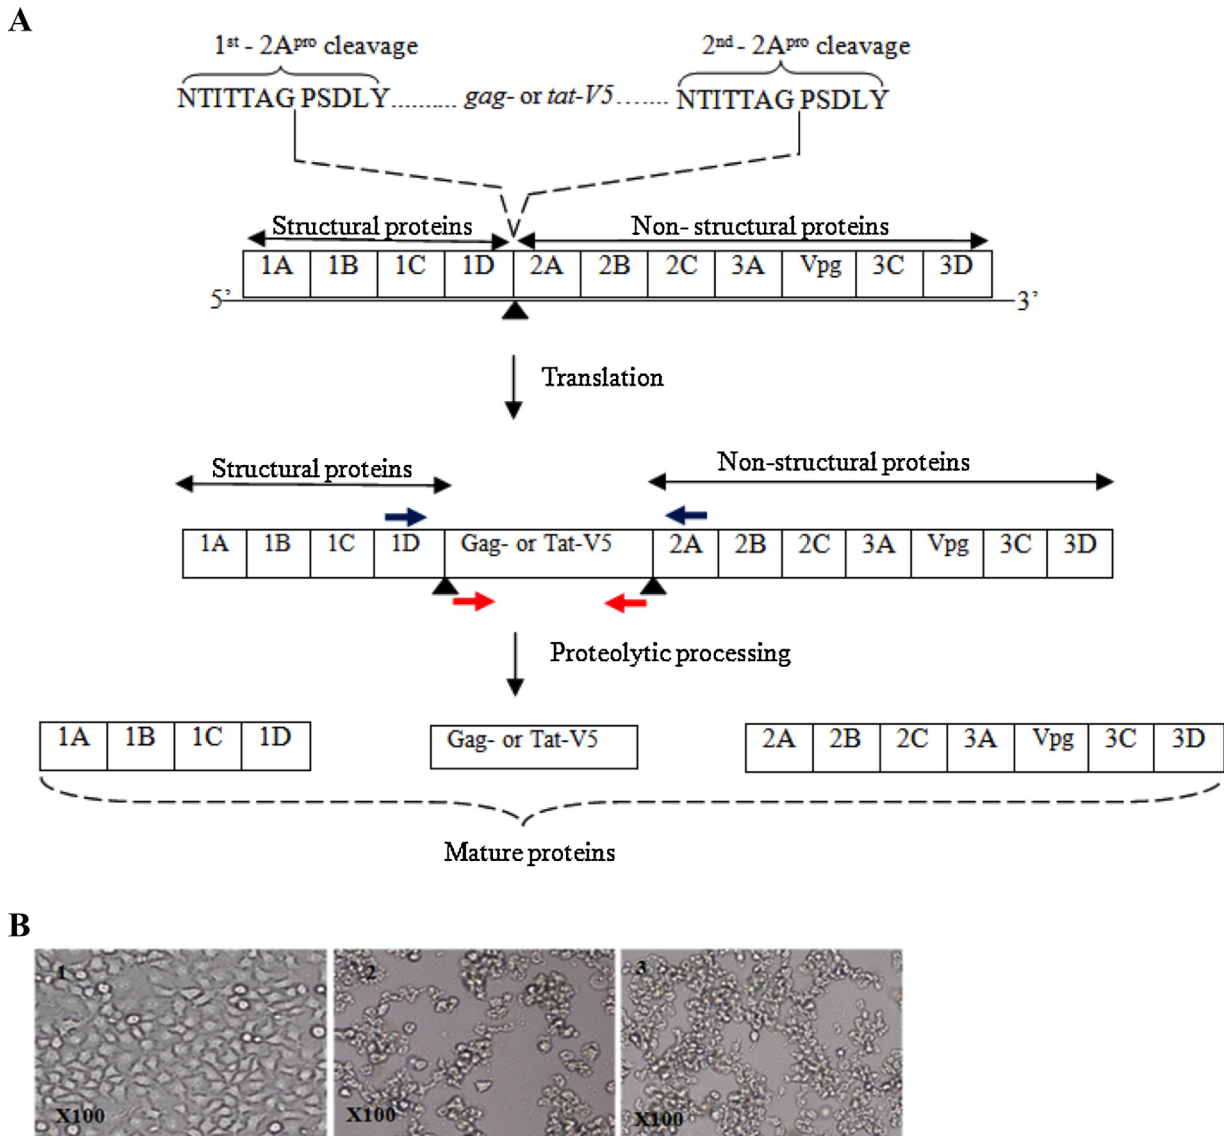 A
1st - 2Apro cleavage
2nd - 2Apro cleavage
NTITTAG PSDLY.......... gag- or tat-V5....... NTITTAG PSDLY
Structural proteins
Non- structural proteins
1A 1B 1C 1D 2A 2B 2C 3A Vpg 3C 3D
5’
3’
Translation
Structural proteins
Non-structural proteins
1A 1B 1C 1D Gag- or Tat-V5 2A 2B 2C 3A Vpg 3C 3D
Proteolytic processing
1A 1B 1C 1D Gag- or Tat-V5 2A 2B 2C 3A Vpg 3C 3D
Mature proteins
B
1 2 3
X100 X100 X100